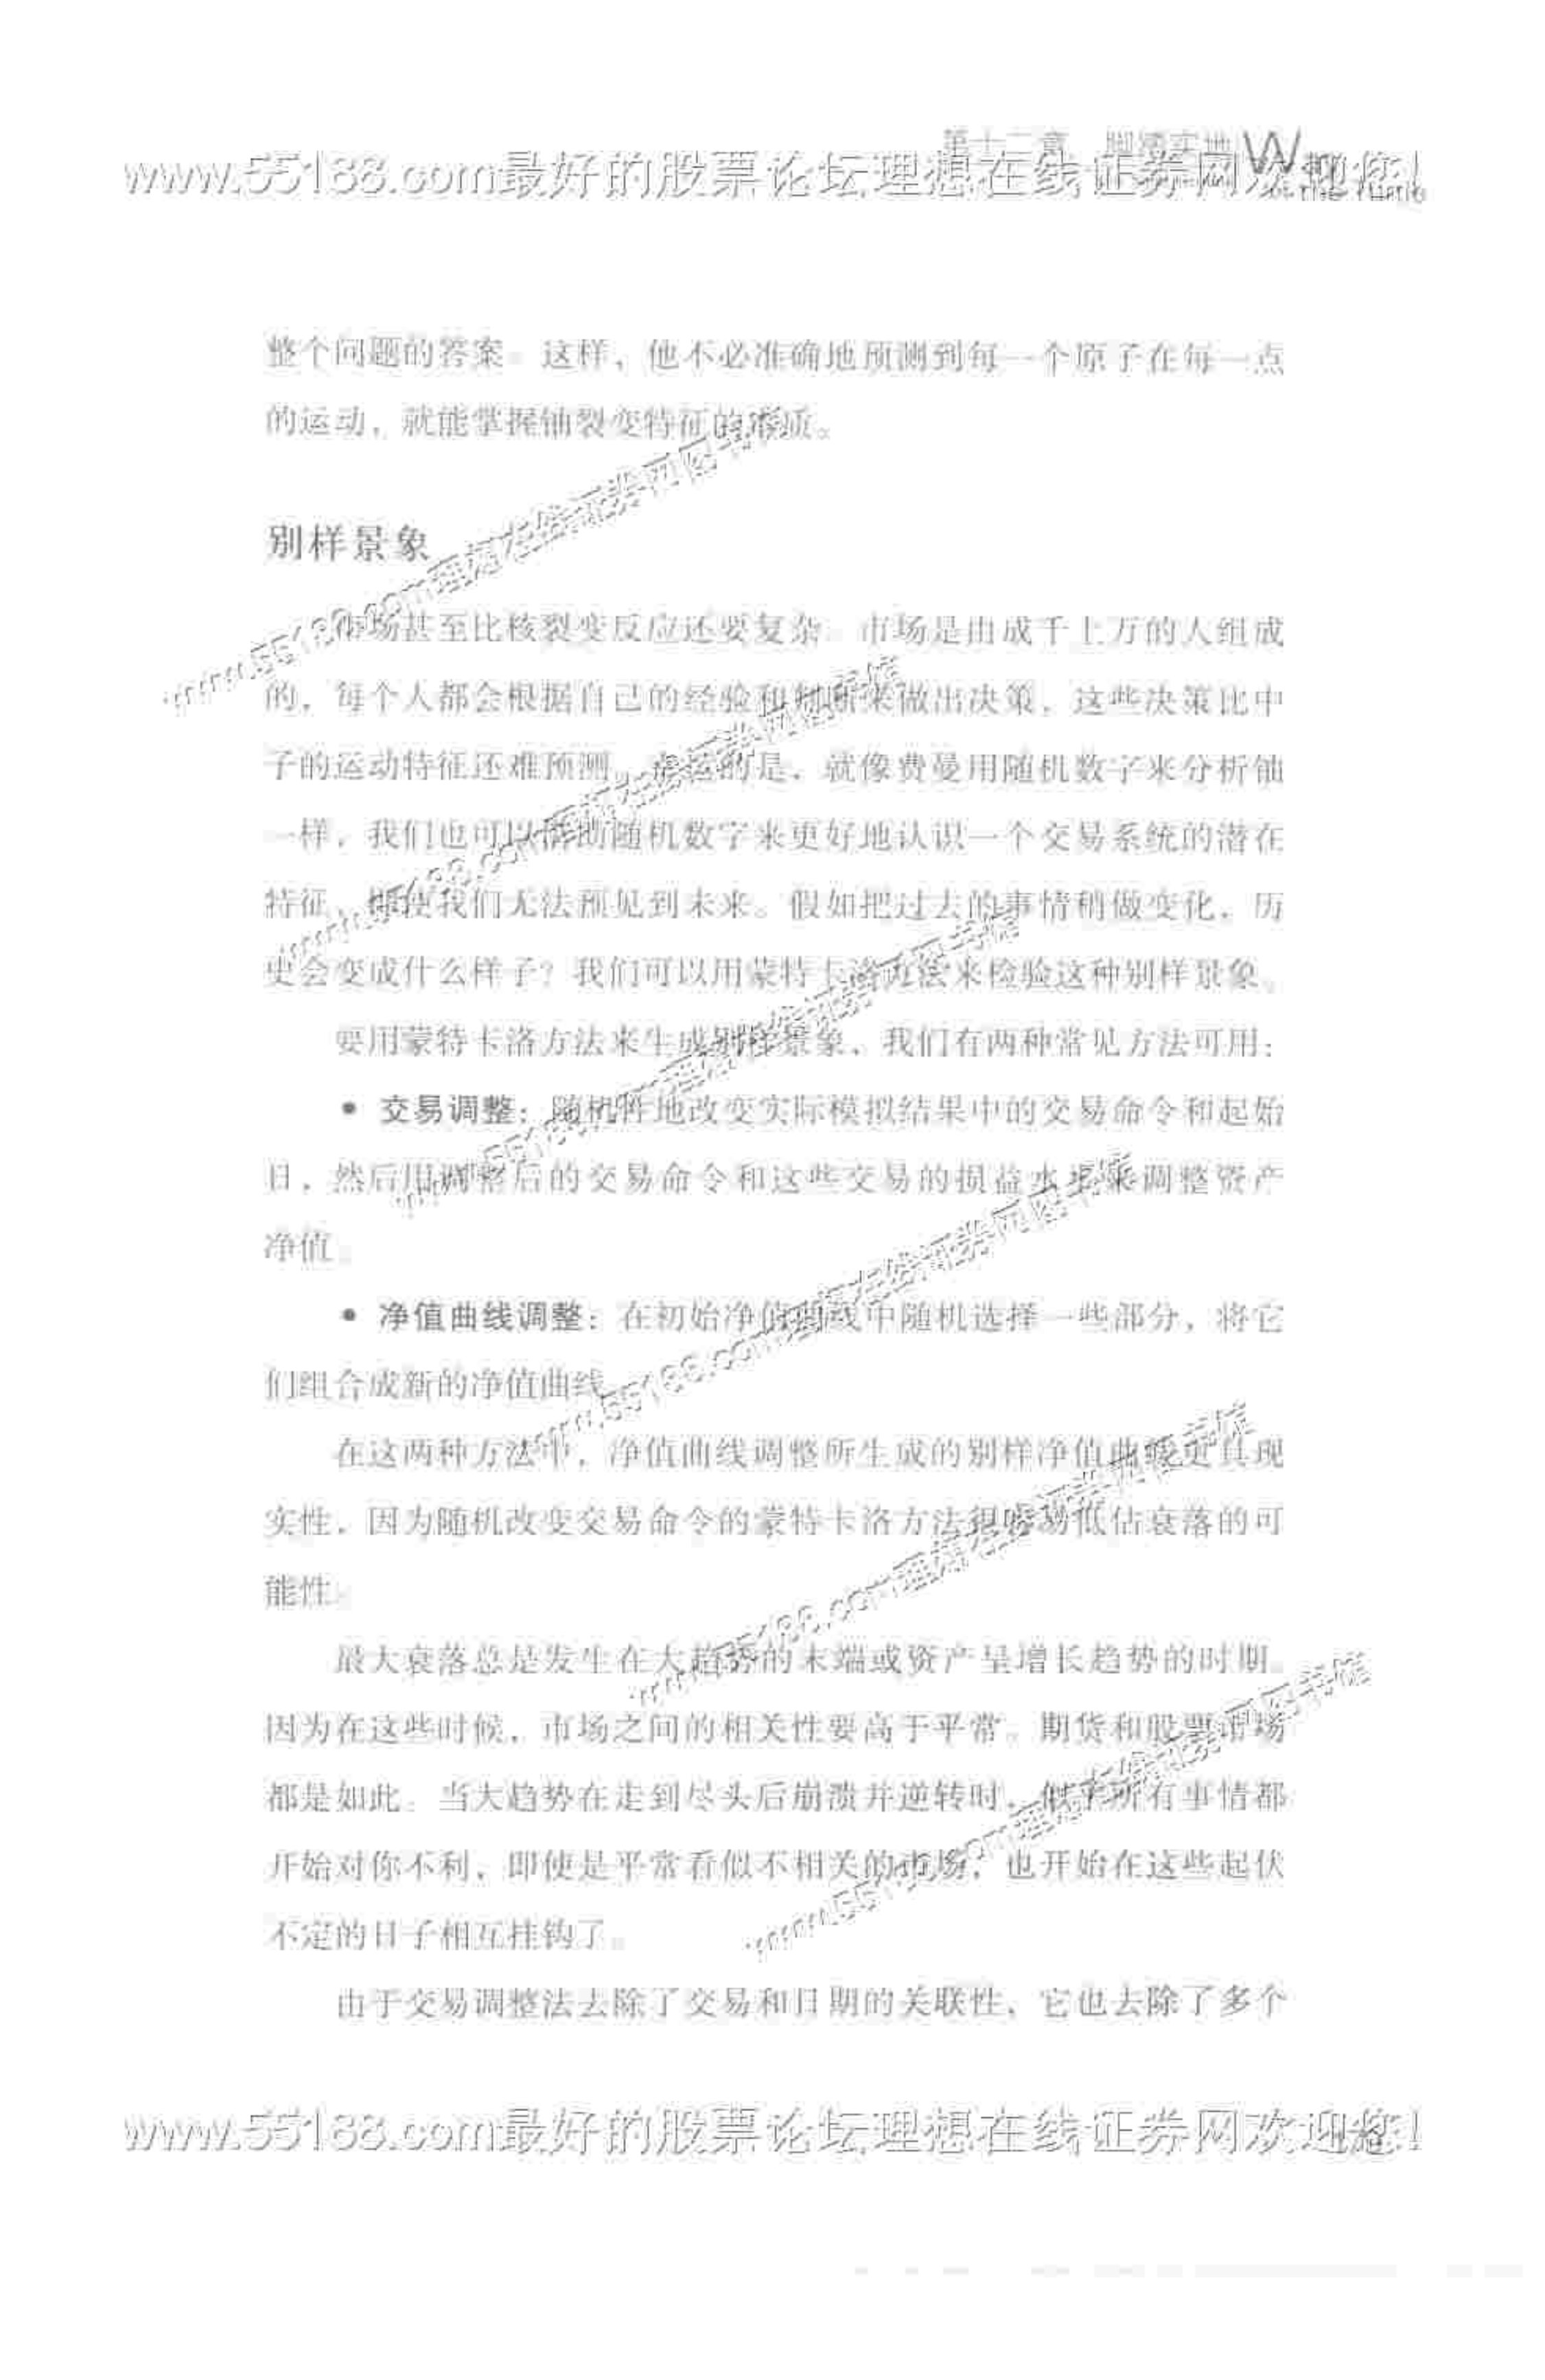 第十二章 脚踏实地
www.55188.com最好的股票论坛理想在线证券网欢迎您!
整个问题的答案。这样，他不必准确地预测到每一个原子在每一点
的运动，就能掌握铀裂变特征的本质。
别样景象
市场甚至比核裂变反应还要复杂。市场是由成千上万的人组成
的，每个人都会根据自己的经验和判断来做出决策，这些决策比中
子的运动特征还难预测。幸运的是，就像费曼用随机数字来分析铀
一样，我们也可以借助随机数字来更好地认识一个交易系统的潜在
特征，即使我们无法预见到未来。假如把过去的事情稍做变化，历
史会变成什么样子？我们可以用蒙特卡洛方法来检验这种别样景象。
要用蒙特卡洛方法来生成别样景象，我们有两种常见方法可用：
• 交易调整：随机性地改变实际模拟结果中的交易命令和起始
日，然后用调整后的交易命令和这些交易的损益水平来调整资产
净值。
• 净值曲线调整：在初始净值曲线中随机选择一些部分，将它
们组合成新的净值曲线。
在这两种方法中，净值曲线调整所生成的别样净值曲线更具现
实性，因为随机改变交易命令的蒙特卡洛方法很容易低估衰落的可
能性。
最大衰落总是发生在大趋势的末端或资产呈增长趋势的时期。
因为在这些时候，市场之间的相关性要高于平常。期货和股票市场
都是如此。当大趋势在走到尽头后崩溃并逆转时，似乎所有事情都
开始对你不利，即使是平常看似不相关的市场，也开始在这些起伏
不定的日子相互挂钩了。
由于交易调整法去除了交易和日期的关联性，它也去除了多个
www.55188.com最好的股票论坛理想在线证券网欢迎您!